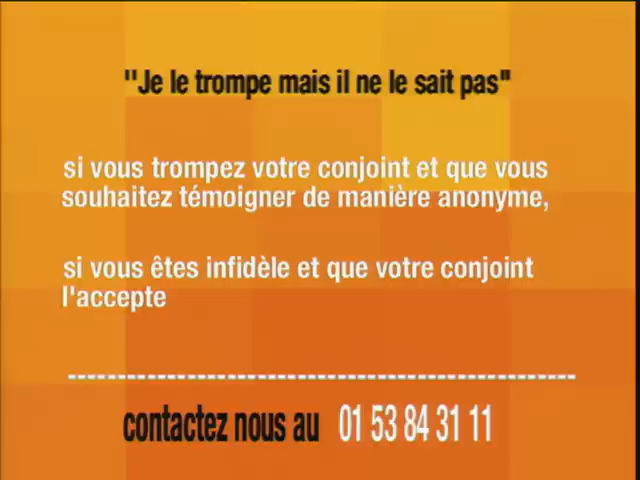 "Je le trompe mais il ne le sait pas"
si vous trompez votre conjoint et que vous
souhaitez témoigner de manière anonyme,
si vous êtes infidèle et que votre conjoint
l'accepte
contactez nous au 01 53 84 31 11